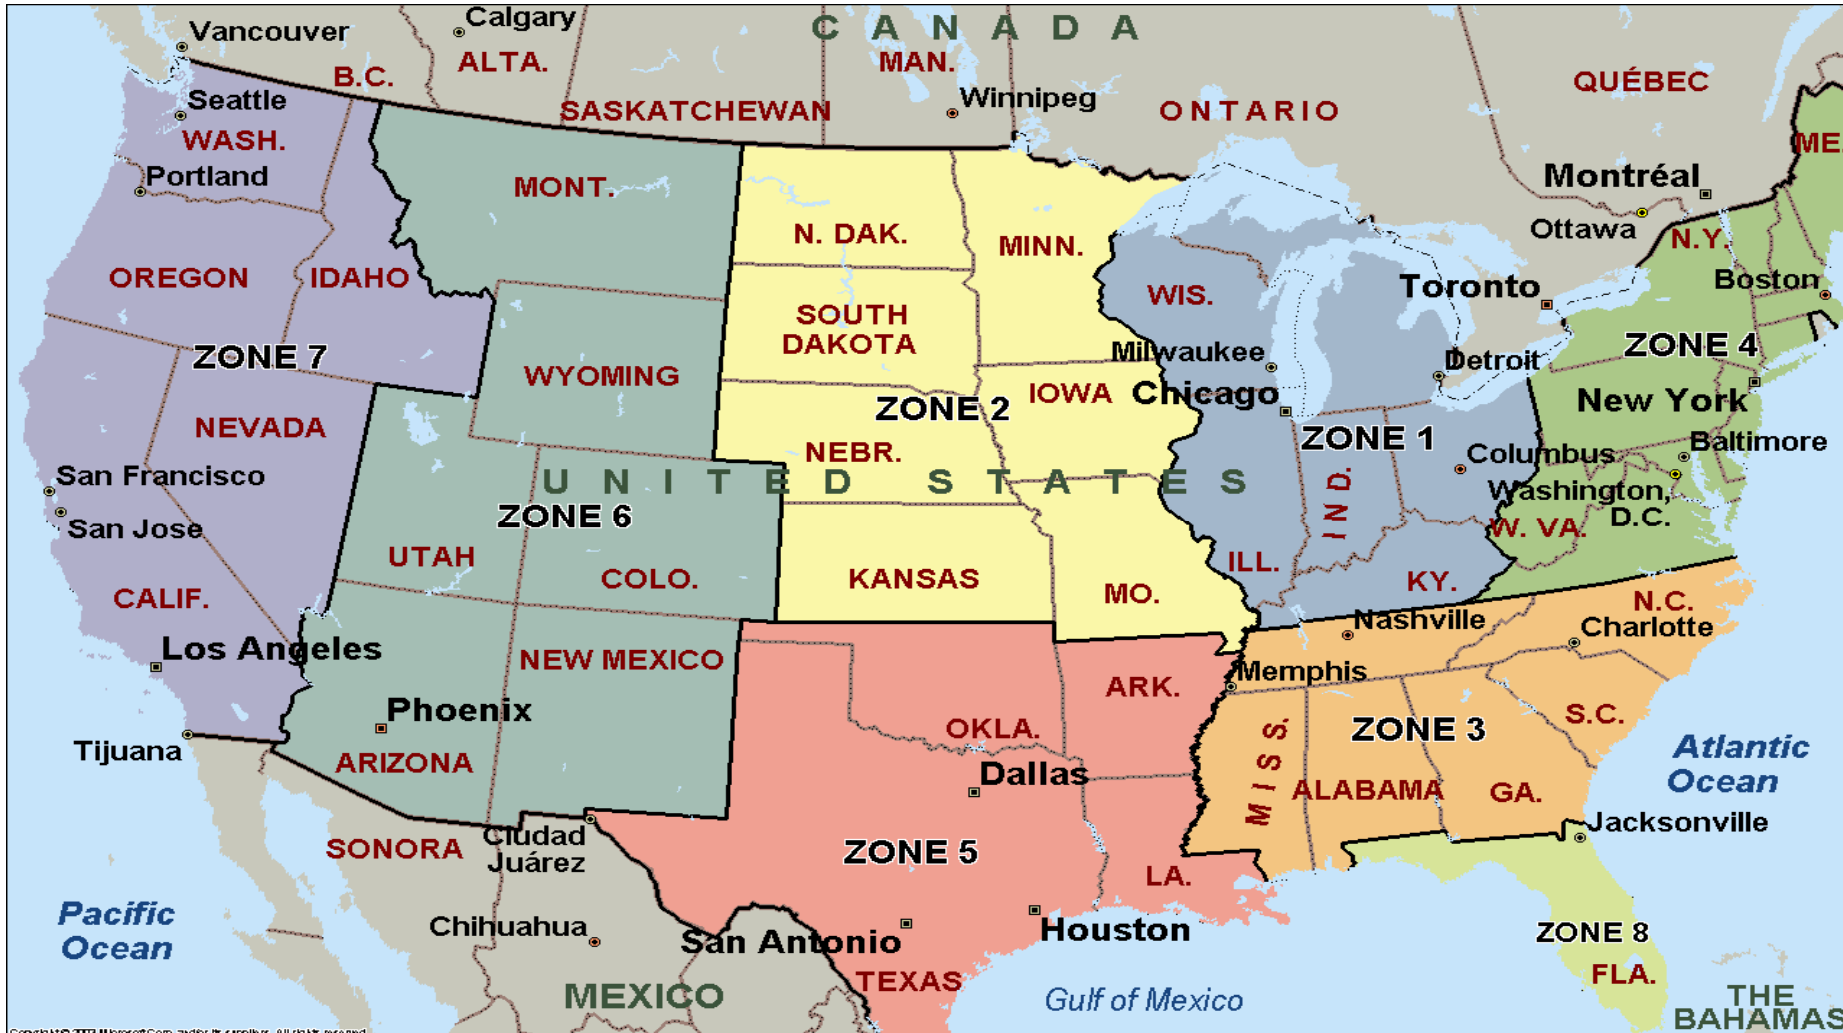 Calgary
CANADA
Vancouver
ALTA.
MAN.
B.C.
QUÉBEC
Seattle
SASKATCHEWAN
Winnipeg
ONTARIO
WASH.
ME.
Portland
MONT.
Montréal
Ottawa
N. DAK.
MINN.
N.Y.
OREGON
IDAHO
Boston
WIS.
Toronto
SOUTH
DAKOTA
ZONE 7
Milwaukee
Detroit
ZONE 4
WYOMING
IOWA
Chicago
New York
ZONE 2
NEVADA
NEBR.
ZONE 1
Baltimore
Columbus
San Francisco
UNITED STATES
IND.
Washington,
D.C.
San Jose
ZONE 6
W. VA.
UTAH
COLO.
KANSAS
ILL.
KY.
CALIF.
MO.
N.C.
Nashville
Charlotte
Los Angeles
NEW MEXICO
Memphis
ARK.
Phoenix
OKLA.
MISS.
ZONE 3
S.C.
Tijuana
ARIZONA
Dallas
ALABAMA
GA.
Atlantic
Ocean
SONORA
Ciudad
Juárez
ZONE 5
Jacksonville
LA.
Pacific
Ocean
Chihuahua
San Antonio
Houston
ZONE 8
TEXAS
FLA.
MEXICO
Gulf of Mexico
THE
BAHAMAS